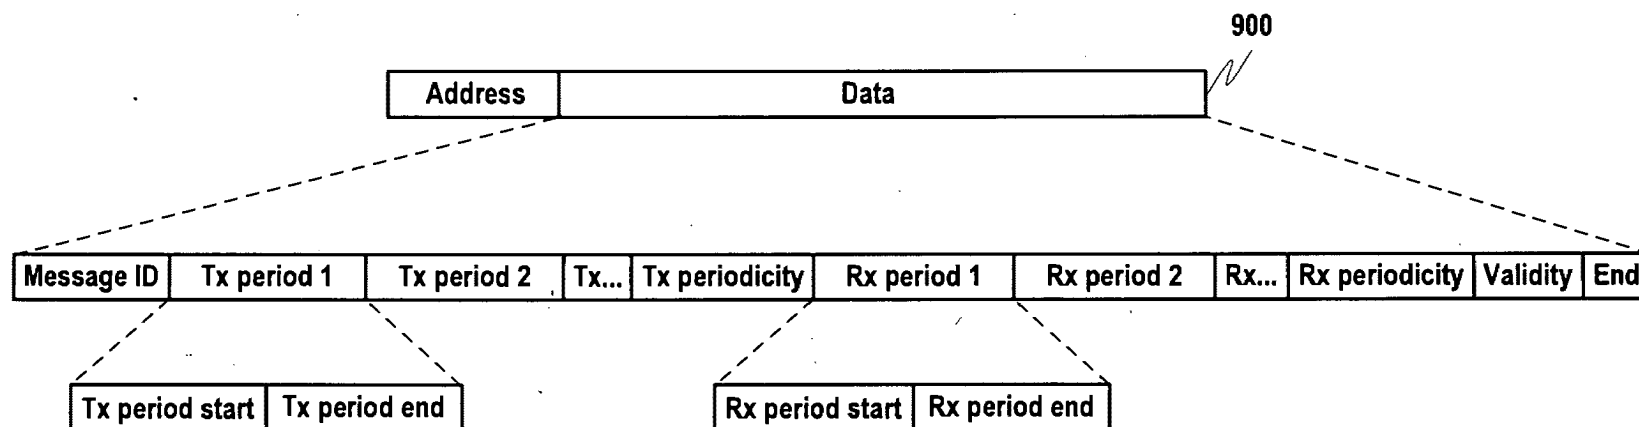 900
Address Data
Message ID Tx period 1 Tx period 2 Tx... Tx periodicity Rx period 1 Rx period 2 Rx... Rx periodicity Validity End
Tx period start Tx period end Rx period start Rx period end